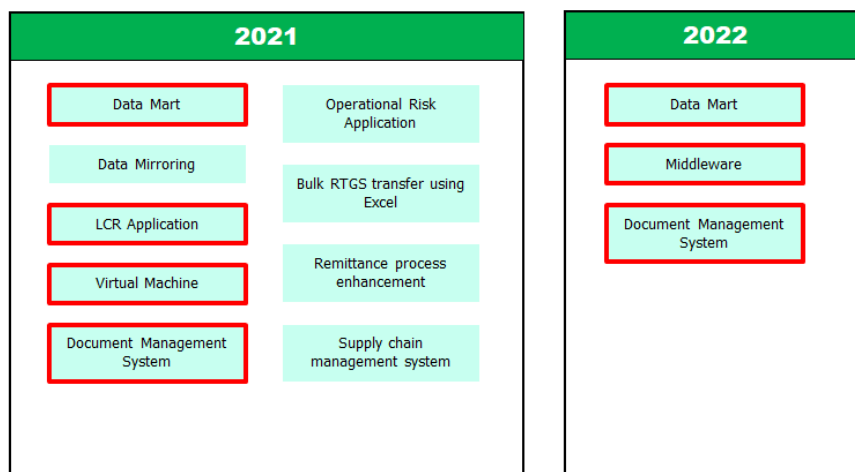 2021
Data Mart
Data Mirroring
LCR Application
Virtual Machine
Document Management
System
Operational Risk
Application
Bulk RTGS transfer using
Excel
Remittance process
enhancement
Supply chain
management system
2022
Data Mart
Middleware
Document Management
System